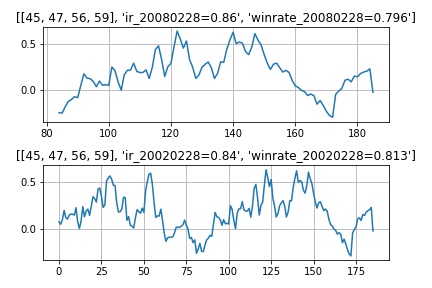 [[45, 47, 56, 59], 'ir_20080228=0.86', 'winrate_20080228=0.796']
0.5
0.0
80 100 120 140 160 180
[[45, 47, 56, 59], 'ir_20020228=0.84', 'winrate_20020228=0.813']
0.5
0.0
0 25 50 75 100 125 150 175